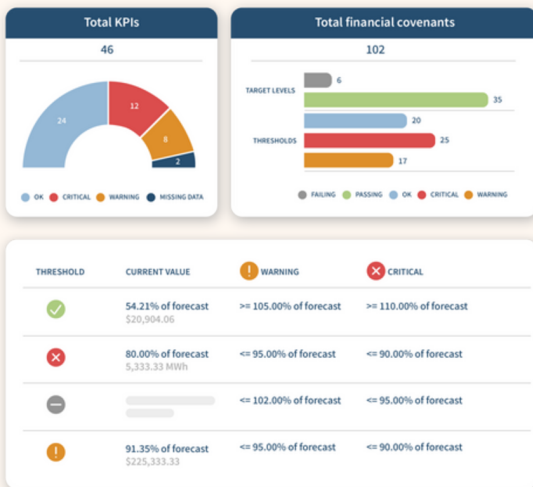 Total KPIs
46
24
12
8
2
OK CRITICAL WARNING MISSING DATA
Total financial covenants
102
TARGET LEVELS
6
35
20
THRESHOLDS
25
17
FAILING PASSING OK CRITICAL WARNING
THRESHOLD CURRENT VALUE ! WARNING CRITICAL
54.21% of forecast >= 105.00% of forecast >= 110.00% of forecast
$20,904.06
80.00% of forecast <= 95.00% of forecast <= 90.00% of forecast
5,333.33 MWh
<= 102.00% of forecast <= 95.00% of forecast
! 91.35% of forecast <= 95.00% of forecast <= 90.00% of forecast
$225,333.33